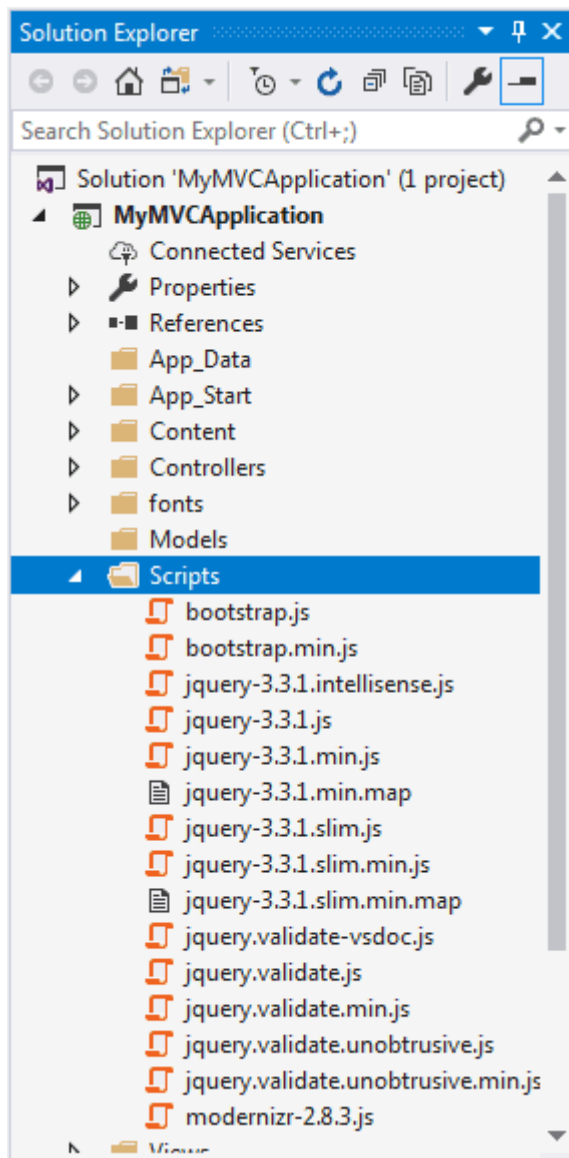 Solution Explorer
Search Solution Explorer (Ctrl+;)
Solution 'MyMVCApplication' (1 project)
MyMVCApplication
Connected Services
Properties
References
App_Data
App_Start
Content
Controllers
fonts
Models
Scripts
bootstrap.js
bootstrap.min.js
jquery-3.3.1.intellisense.js
jquery-3.3.1.js
jquery-3.3.1.min.js
jquery-3.3.1.min.map
jquery-3.3.1.slim.js
jquery-3.3.1.slim.min.js
jquery-3.3.1.slim.min.map
jquery.validate-vsdoc.js
jquery.validate.js
jquery.validate.min.js
jquery.validate.unobtrusive.js
jquery.validate.unobtrusive.min.js
modernizr-2.8.3.js
Views